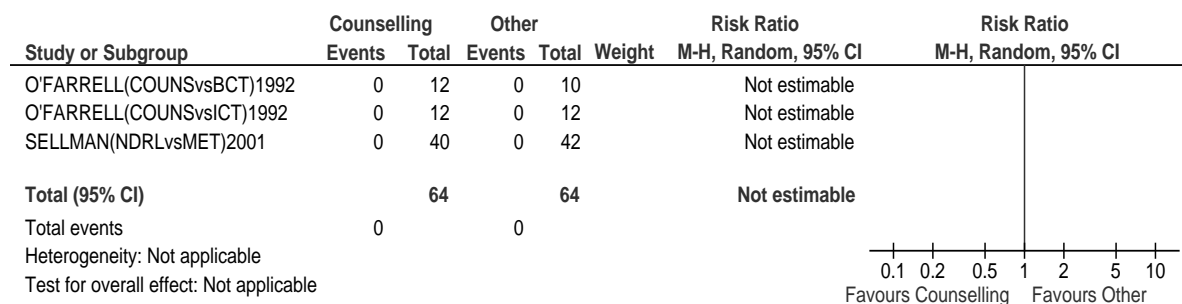 Counselling Other Risk Ratio Risk Ratio
Study or Subgroup Events Total Events Total Weight M-H, Random, 95% CI M-H, Random, 95% CI
O'FARRELL(COUNSvsBCT)1992 0 12 0 10 Not estimable
O'FARRELL(COUNSvsICT)1992 0 12 0 12 Not estimable
SELLMAN(NDRLvsMET)2001 0 40 0 42 Not estimable
Total (95% CI) 64 64 Not estimable
Total events 0 0
Heterogeneity: Not applicable
Test for overall effect: Not applicable
0.1 0.2 0.5 1 2 5 10
Favours Counselling Favours Other